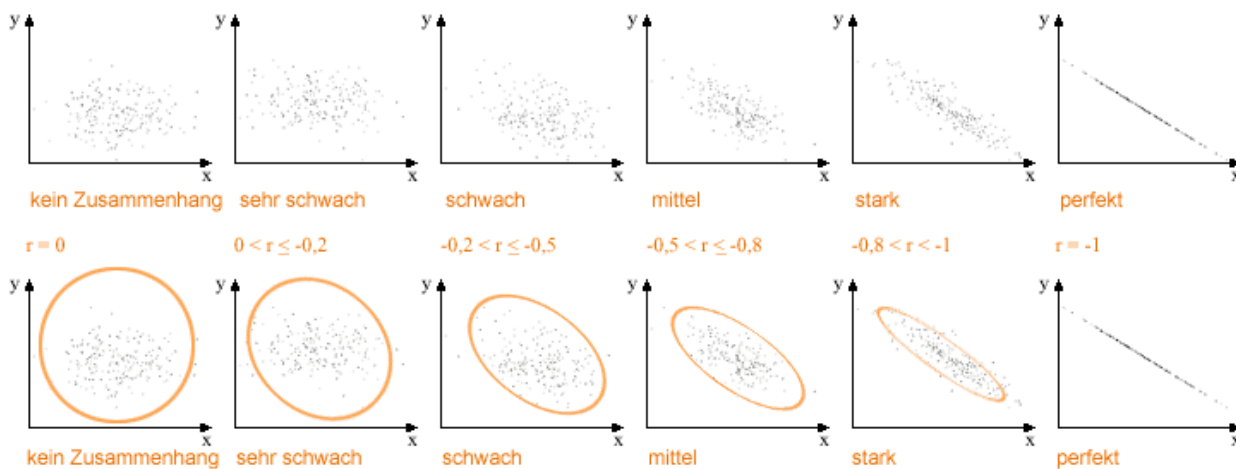 y y y y y y
x x x x x x
kein Zusammenhang sehr schwach schwach mittel stark perfekt
r = 0 0 < r ≤ -0,2 -0,2 < r ≤ -0,5 -0,5 < r ≤ -0,8 -0,8 < r < -1 r = -1
y y y y y y
x x x x x x
kein Zusammenhang sehr schwach schwach mittel stark perfekt